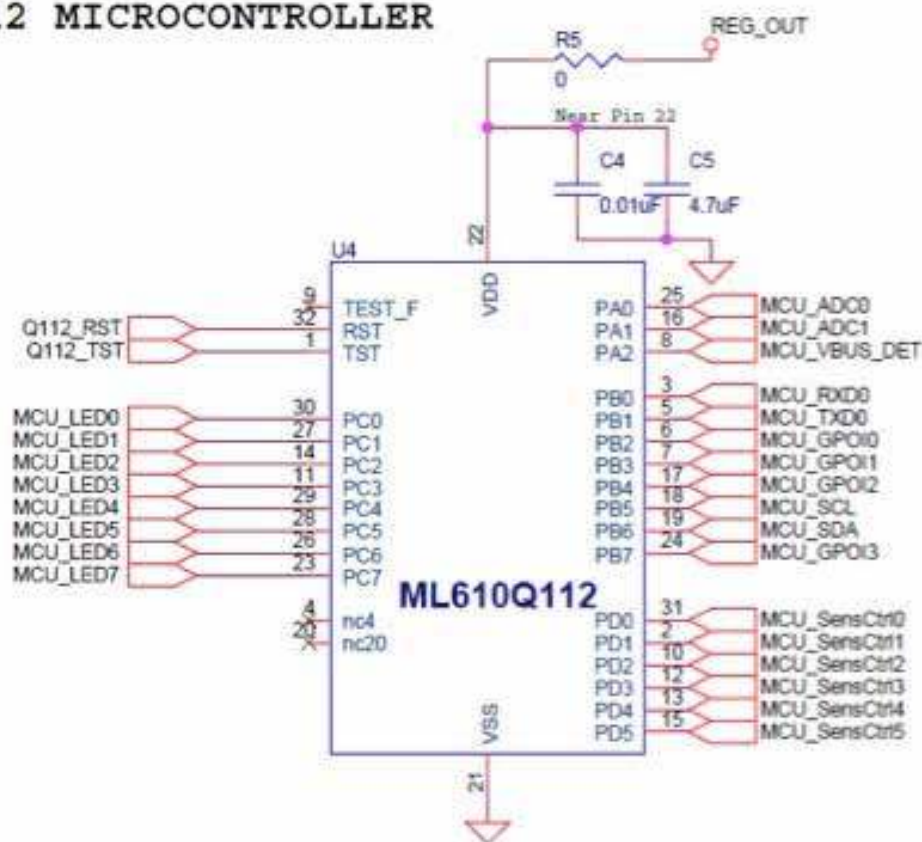 .2 MICROCONTROLLER
REG_OUT
R5
0
Near Pin 22
C4
C5
0.01uF
4.7uF
22
U4
VDD
9 TEST_F
Q112_RST 32 RST
Q112_TST 1 TST
MCU_LED0 30 PC0
MCU_LED1 27 PC1
MCU_LED2 14 PC2
MCU_LED3 11 PC3
MCU_LED4 29 PC4
MCU_LED5 28 PC5
MCU_LED6 26 PC6
MCU_LED7 23 PC7
4 nc4
20 nc20
PA0 25 MCU_ADC0
PA1 16 MCU_ADC1
PA2 8 MCU_VBUS_DET
PB0 3 MCU_RXD0
PB1 5 MCU_TXD0
PB2 6 MCU_GPOI0
PB3 7 MCU_GPOI1
PB4 17 MCU_GPOI2
PB5 18 MCU_SCL
PB6 19 MCU_SDA
PB7 24 MCU_GPOI3
ML610Q112
PD0 31 MCU_SensCtrl0
PD1 2 MCU_SensCtrl1
PD2 10 MCU_SensCtrl2
PD3 12 MCU_SensCtrl3
PD4 13 MCU_SensCtrl4
PD5 15 MCU_SensCtrl5
VSS
21